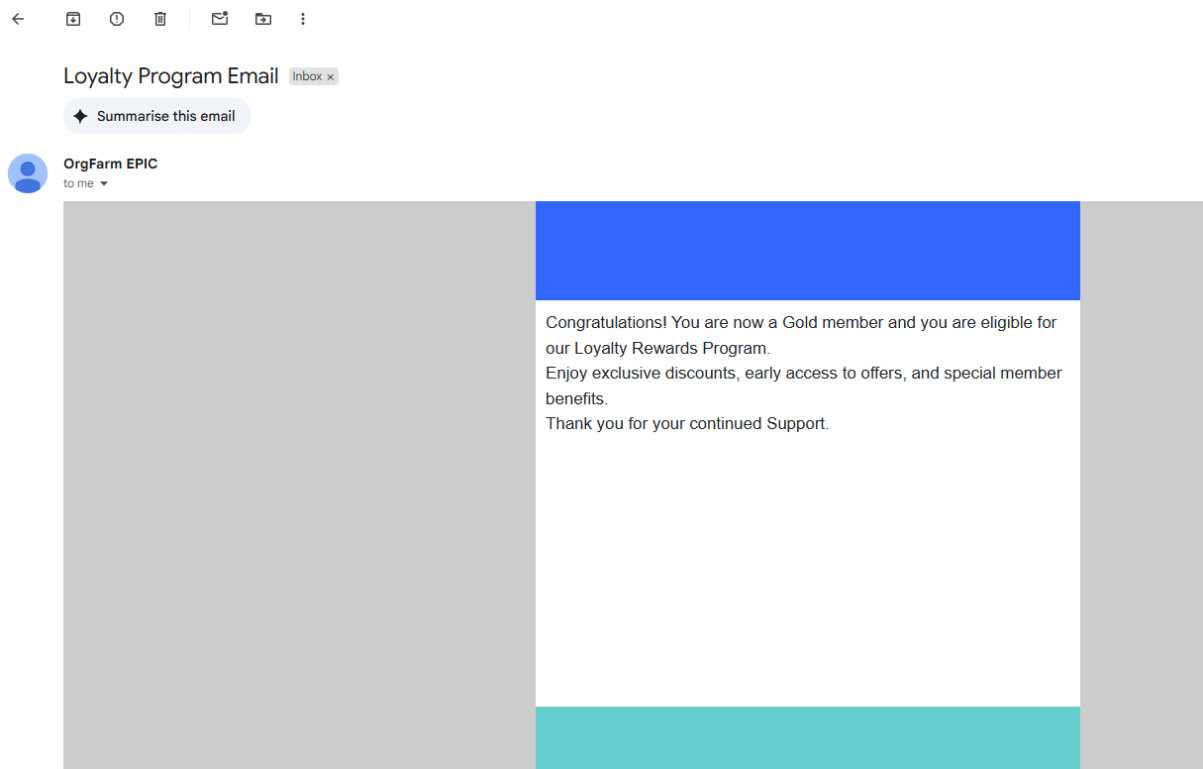 Loyalty Program Email Inbox ×
Summarise this email
OrgFarm EPIC
to me
Congratulations! You are now a Gold member and you are eligible for
our Loyalty Rewards Program.
Enjoy exclusive discounts, early access to offers, and special member
benefits.
Thank you for your continued Support.